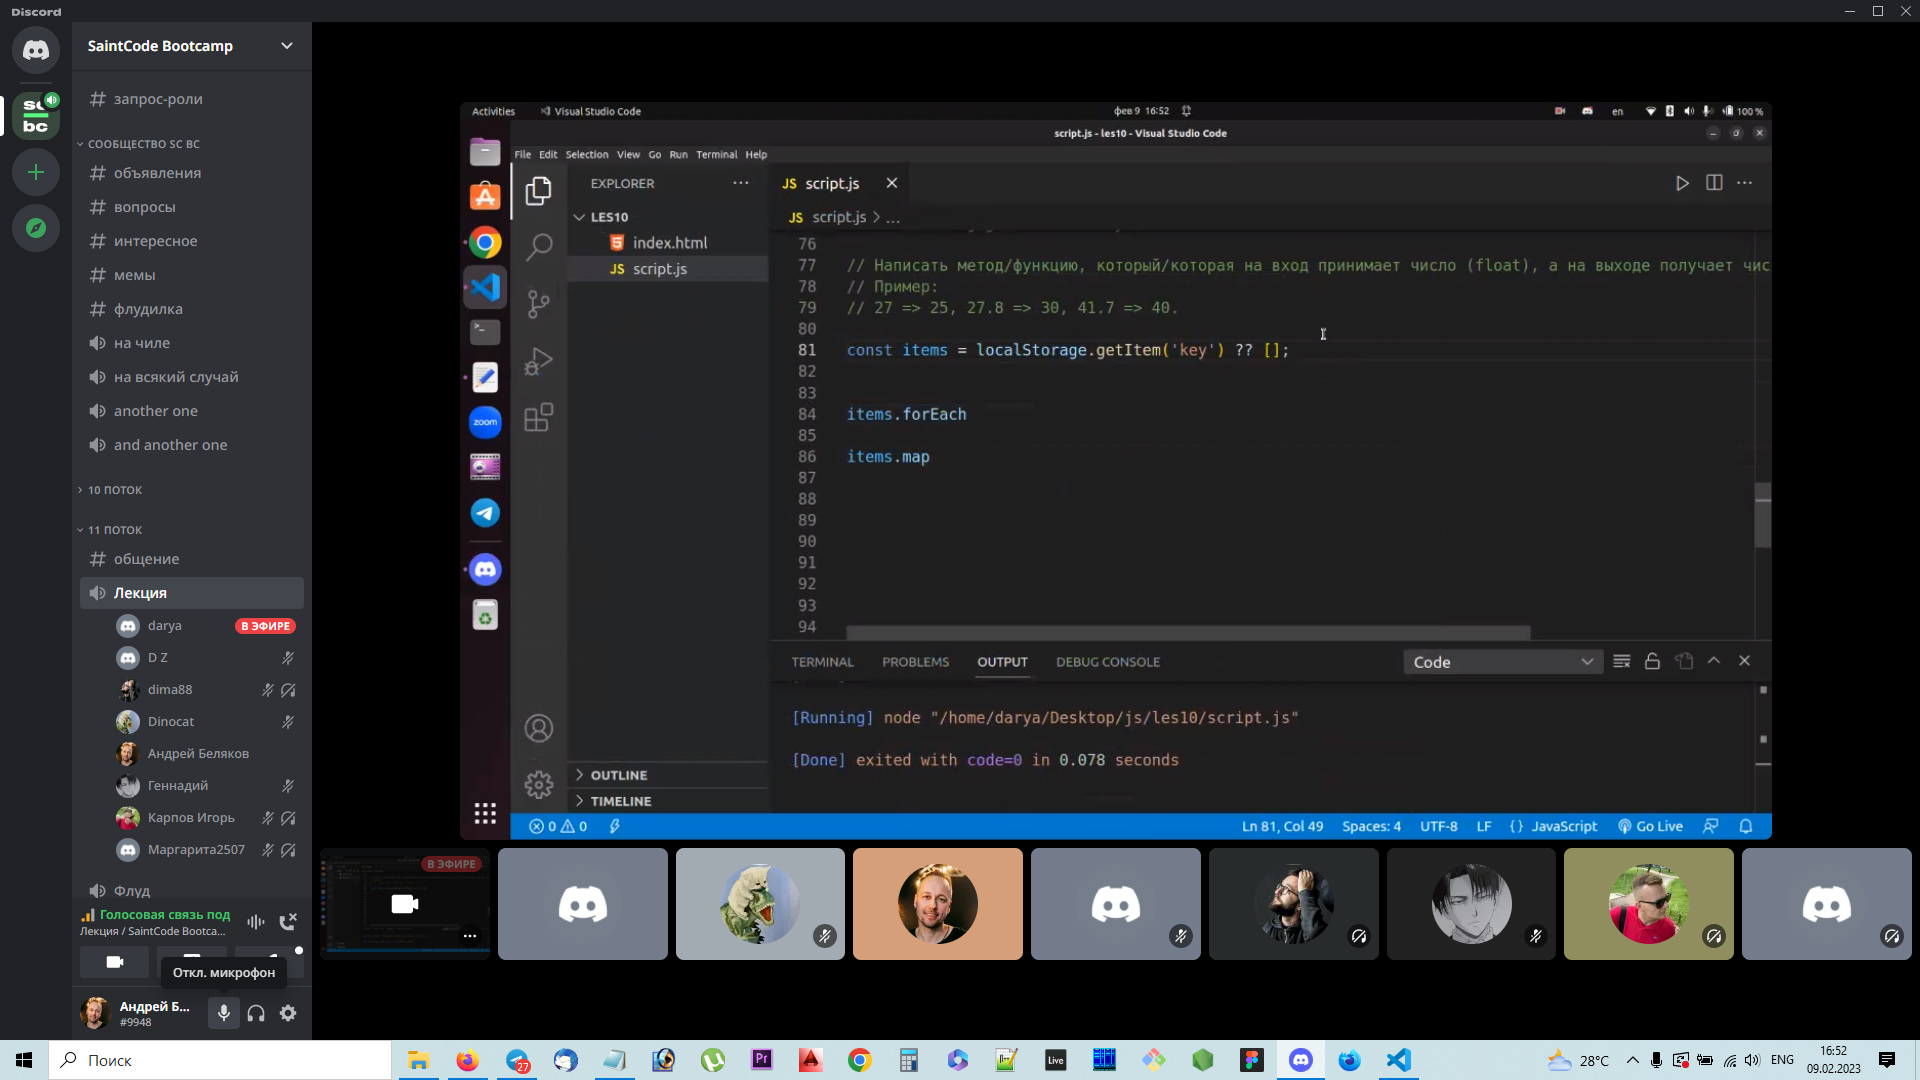 Discord
SaintCode Bootcamp
запрос-роли
СООБЩЕСТВО SC BC
объявления
вопросы
интересное
мемы
флудилка
на чиле
на всякий случай
another one
and another one
10 ПОТОК
11 ПОТОК
общение
Лекция
darya В ЭФИРЕ
D Z
dima88
Dinocat
Андрей Беляков
Геннадий
Карпов Игорь
Маргарита2507
Флуд
Голосовая связь под
Лекция / SaintCode Bootca...
Откл. микрофон
Андрей Б...
#9948
sc
bc
Activities Visual Studio Code фев 9 16:52 en 100 %
script.js - les10 - Visual Studio Code
File Edit Selection View Go Run Terminal Help
EXPLORER ...
LES10
index.html
JS script.js
zoom
OUTLINE
TIMELINE
JS script.js
JS script.js > ...
76
77 // Написать метод/функцию, который/которая на вход принимает число (float), а на выходе получает чис
78 // Пример:
79 // 27 => 25, 27.8 => 30, 41.7 => 40.
80
81 const items = localStorage.getItem('key') ?? [];
82
83
84 items.forEach
85
86 items.map
87
88
89
90
91
92
93
94
TERMINAL PROBLEMS OUTPUT DEBUG CONSOLE Code
[Running] node "/home/darya/Desktop/js/les10/script.js"
[Done] exited with code=0 in 0.078 seconds
0 0 Ln 81, Col 49 Spaces: 4 UTF-8 LF {} JavaScript Go Live
В ЭФИРЕ
Поиск
27
Pr
Live
28°C
ENG
16:52
09.02.2023